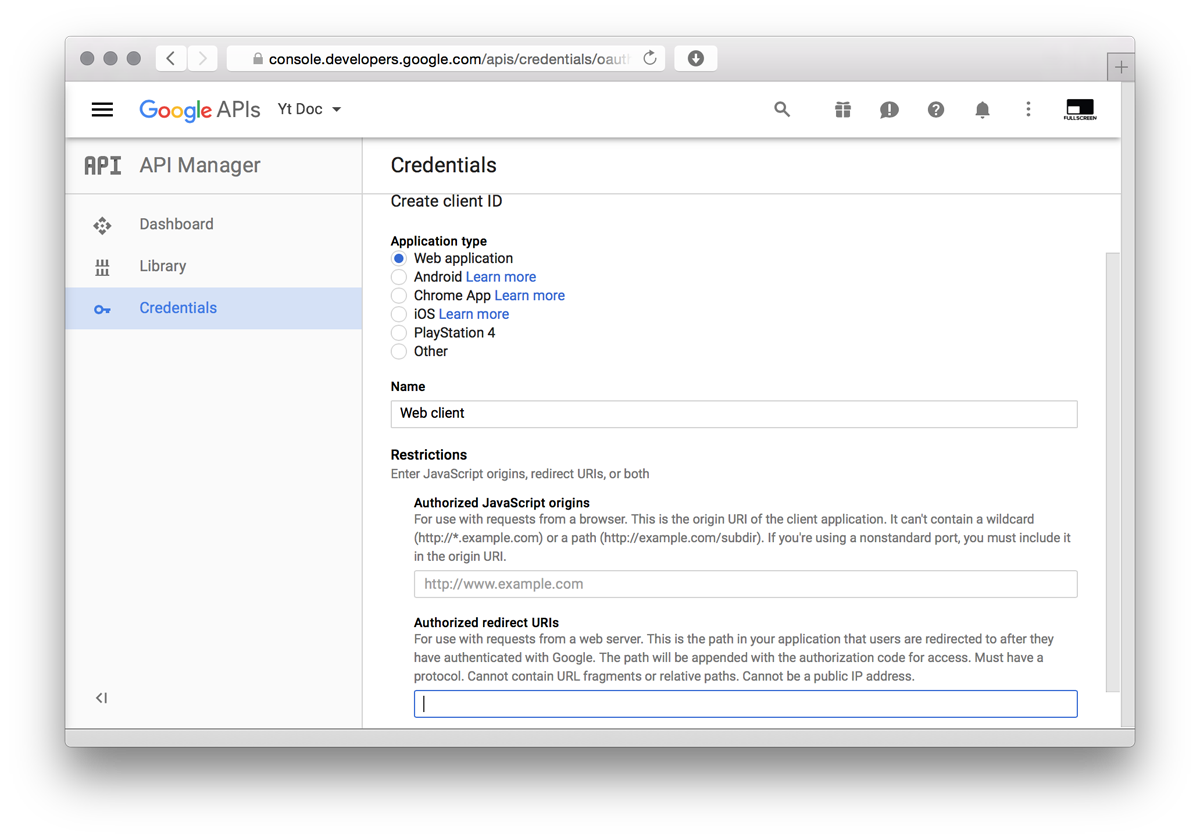 console.developers.google.com/apis/credentials/oaut
Google APIs Yt Doc
FULLSCREEN
API API Manager
Credentials
Dashboard
Library
Credentials
Create client ID
Application type
Web application
Android Learn more
Chrome App Learn more
iOS Learn more
PlayStation 4
Other
Name
Web client
Restrictions
Enter JavaScript origins, redirect URIs, or both
Authorized JavaScript origins
For use with requests from a browser. This is the origin URI of the client application. It can't contain a wildcard
(http://*.example.com) or a path (http://example.com/subdir). If you're using a nonstandard port, you must include it
in the origin URI.
http://www.example.com
Authorized redirect URIs
For use with requests from a web server. This is the path in your application that users are redirected to after they
have authenticated with Google. The path will be appended with the authorization code for access. Must have a
protocol. Cannot contain URL fragments or relative paths. Cannot be a public IP address.